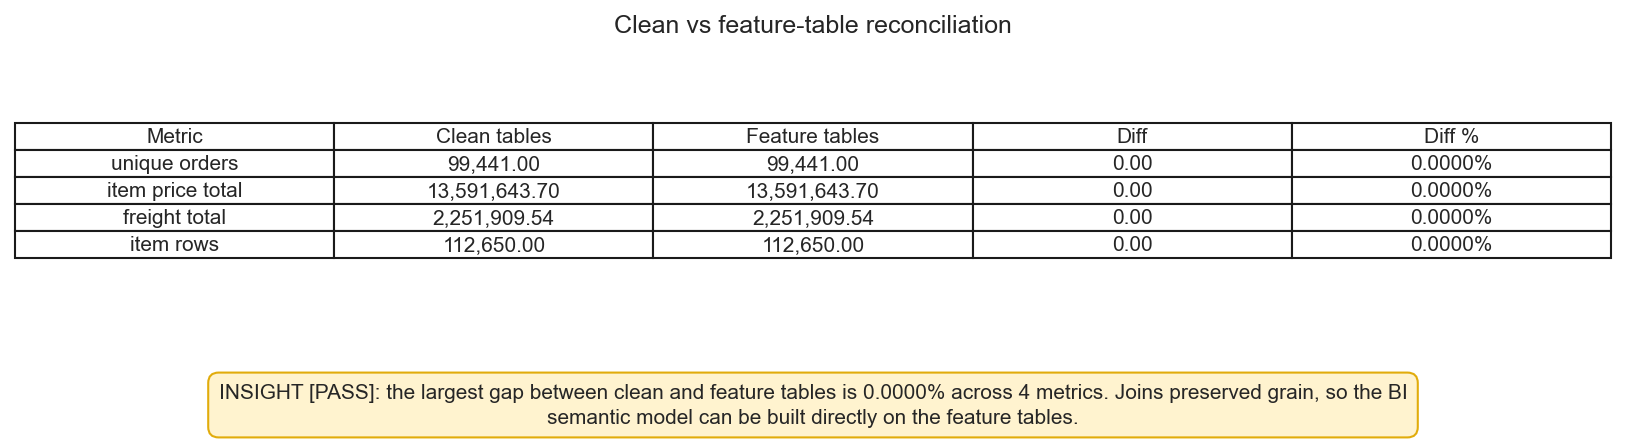 Clean vs feature-table reconciliation
Metric Clean tables Feature tables Diff Diff %
unique orders 99,441.00 99,441.00 0.00 0.0000%
item price total 13,591,643.70 13,591,643.70 0.00 0.0000%
freight total 2,251,909.54 2,251,909.54 0.00 0.0000%
item rows 112,650.00 112,650.00 0.00 0.0000%
INSIGHT [PASS]: the largest gap between clean and feature tables is 0.0000% across 4 metrics. Joins preserved grain, so the BI
semantic model can be built directly on the feature tables.